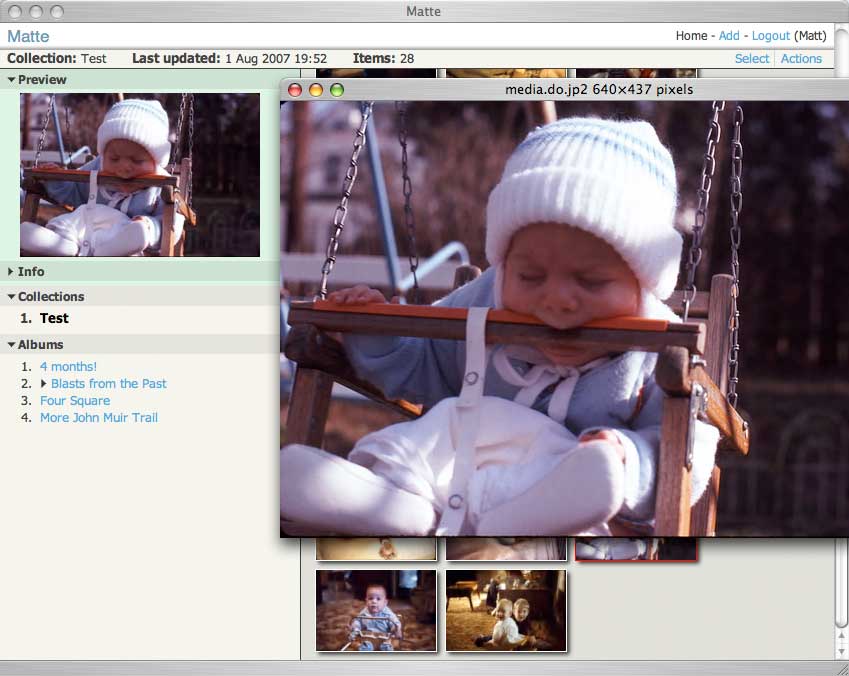 Matte
Matte
Home - Add - Logout (Matt)
Collection: Test Last updated: 1 Aug 2007 19:52 Items: 28
Select Actions
Preview
media.do.jp2 640×437 pixels
Info
Collections
1. Test
Albums
1. 4 months!
2. Blasts from the Past
3. Four Square
4. More John Muir Trail